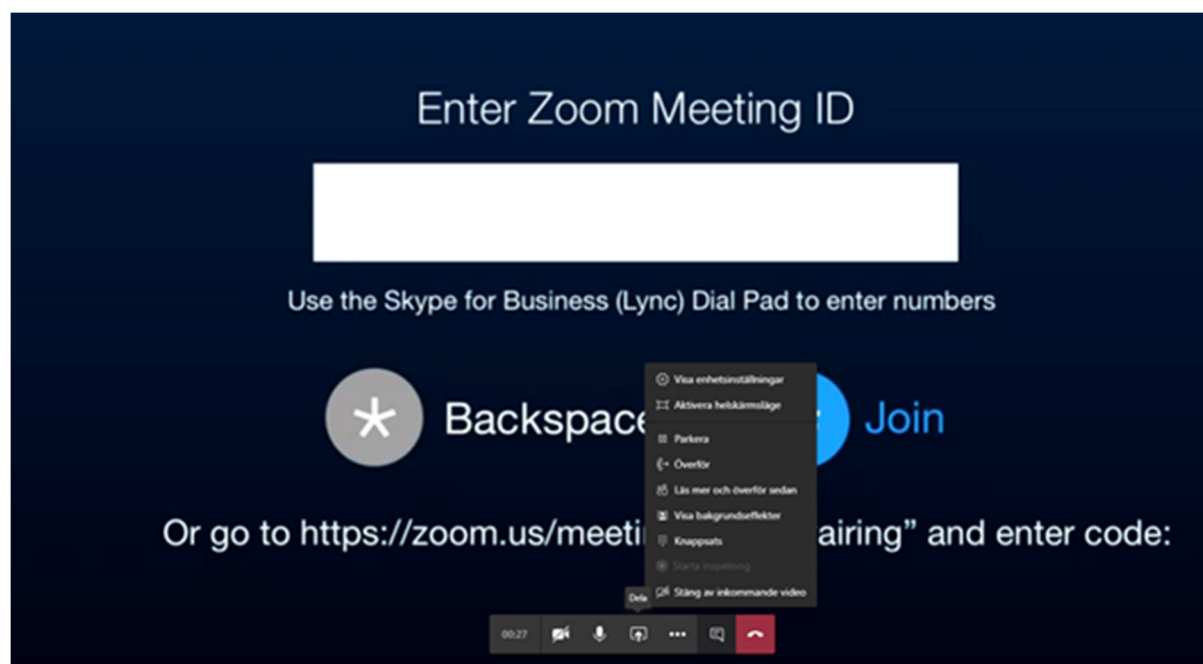 Enter Zoom Meeting ID
Use the Skype for Business (Lync) Dial Pad to enter numbers
* Backspace
Join
Visa enhetsinställningar
Aktivera helskärmsläge
Parkera
Överför
Läs mer och överför sedan
Visa bakgrundseffekter
Knappsats
Starta inspelning
Stäng av inkommande video
Or go to https://zoom.us/meeti airing” and enter code:
Dela
00:27